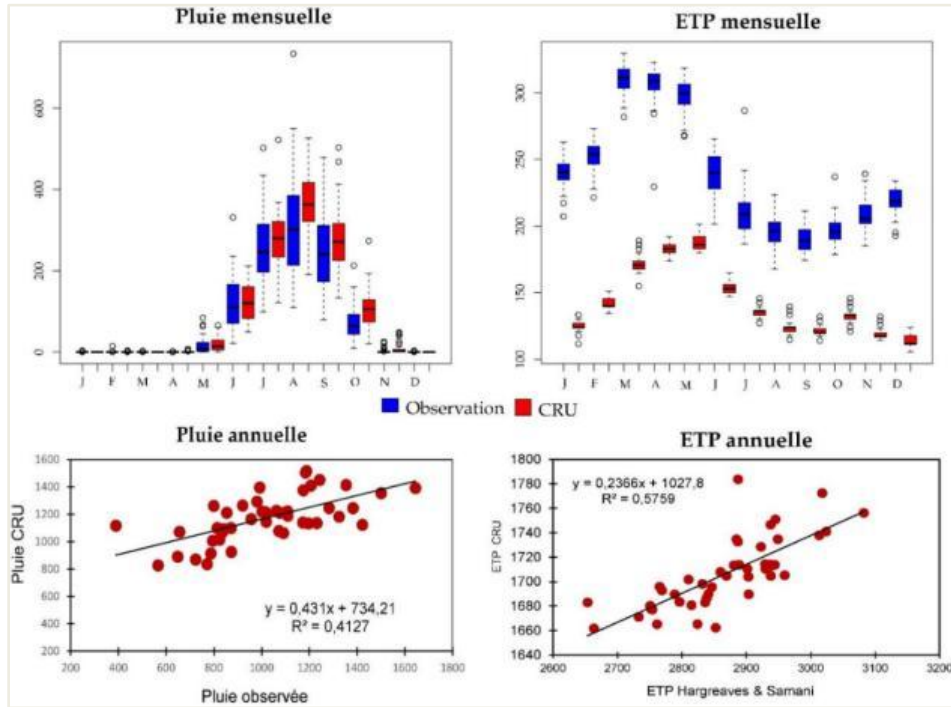 Pluie mensuelle
ETP mensuelle
600
400
200
0
J F M A M J J A S O N D
300
250
200
150
100
J F M A M J J A S O N D
Observation CRU
Pluie annuelle
ETP annuelle
Pluie CRU
1600
1400
1200
1000
800
600
400
200
y = 0,431x + 734,21
R² = 0,4127
200 400 600 800 1000 1200 1400 1600 1800
Pluie observée
ETP CRU
1800
1780
1760
1740
1720
1700
1680
1660
1640
y = 0,2366x + 1027,8
R² = 0,5759
2600 2700 2800 2900 3000 3100 3200
ETP Hargreaves & Samani